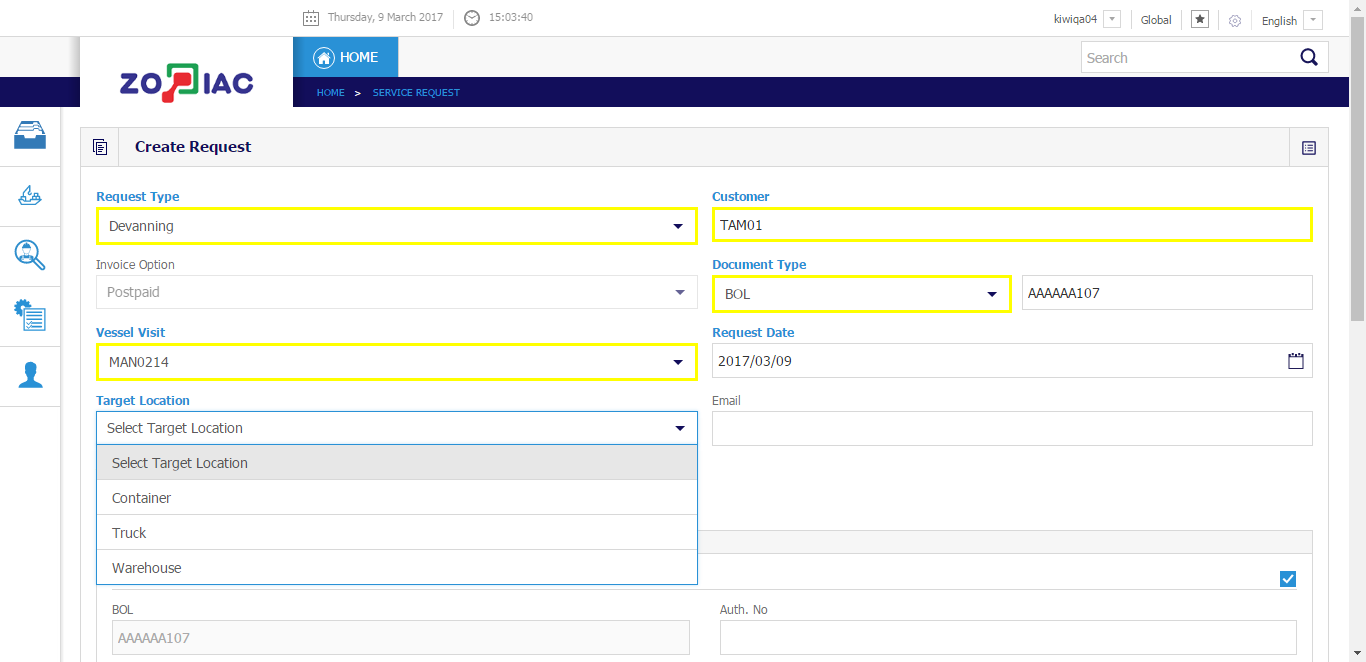 Thursday, 9 March 2017 15:03:40 kiwiqa04 Global English
ZODIAC HOME Search
HOME > SERVICE REQUEST
Create Request
Request Type Customer
Devanning TAM01
Invoice Option Document Type
Postpaid BOL AAAAAA107
Vessel Visit Request Date
MAN0214 2017/03/09
Target Location Email
Select Target Location
Select Target Location
Container
Truck
Warehouse
BOL Auth. No
AAAAAA107